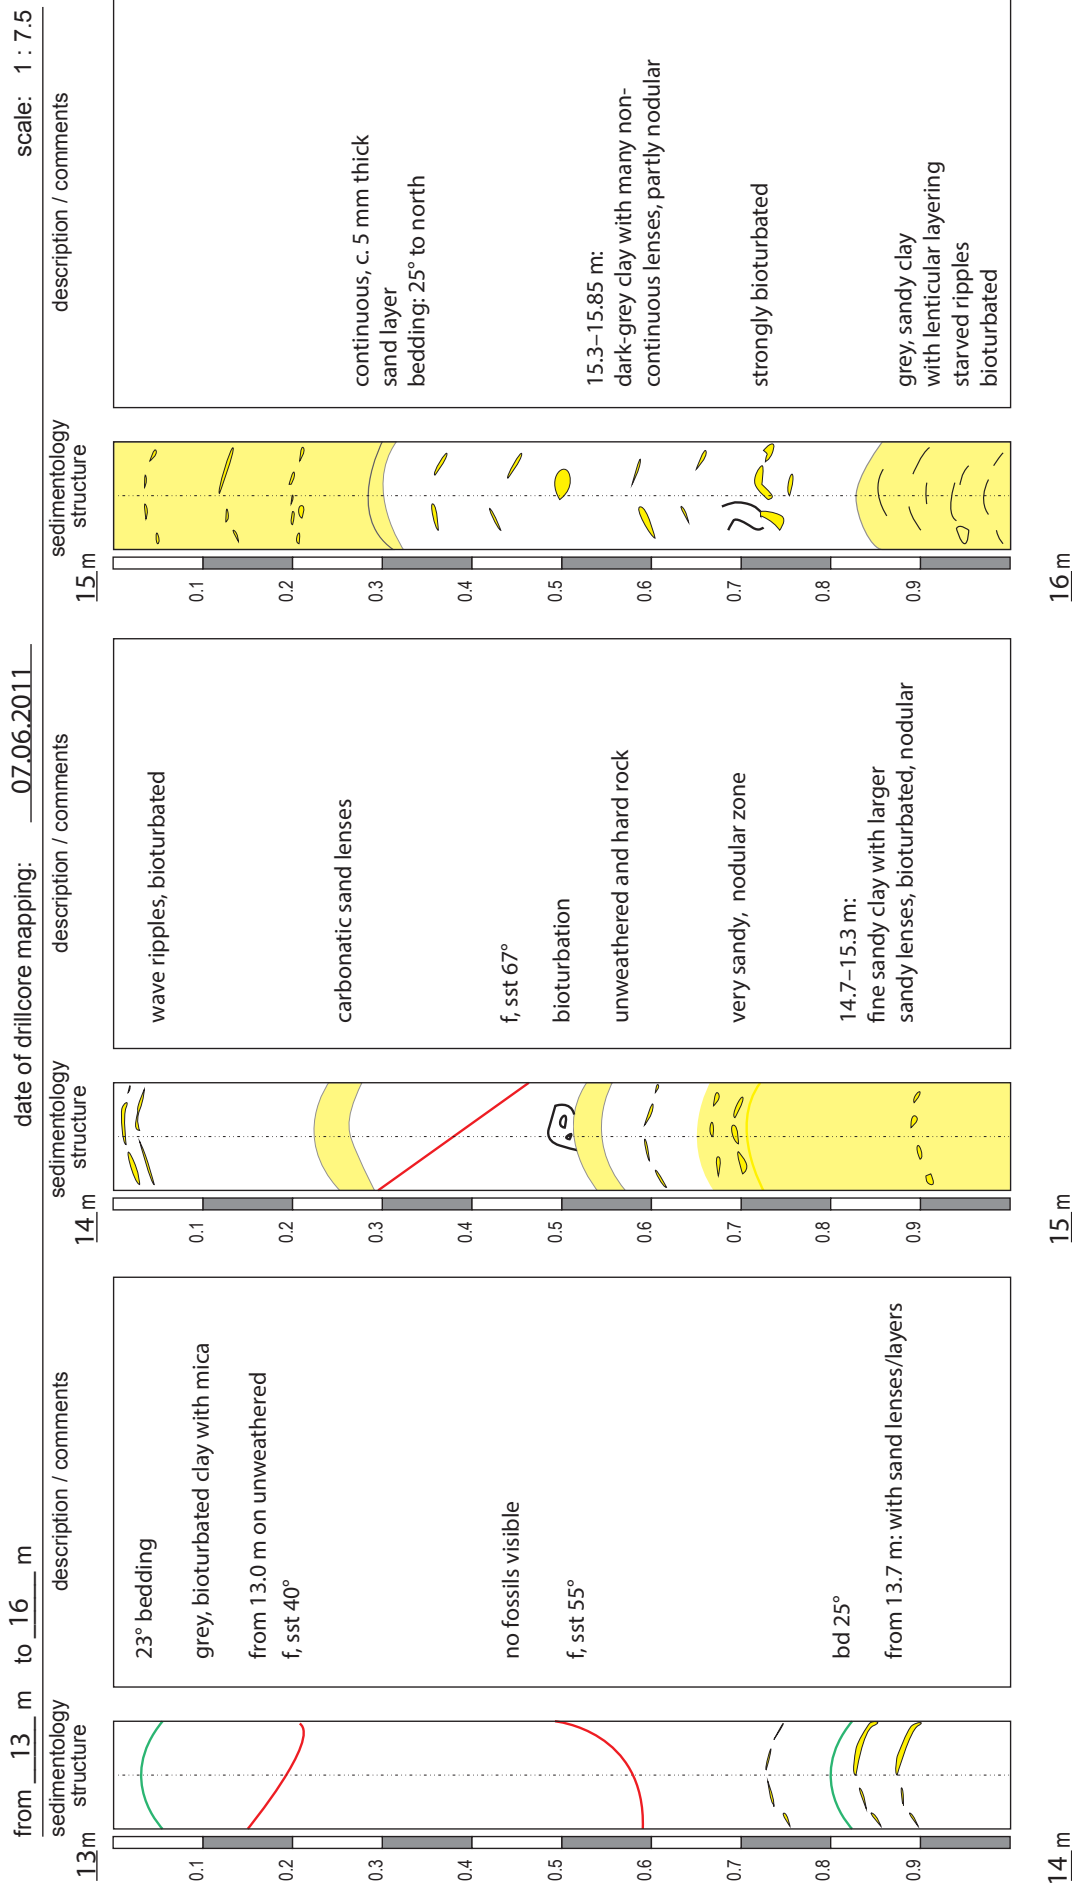 from 13 m to 16 m
date of drillcore mapping: 07.06.2011
scale: 1 : 7.5
sedimentology
structure
description / comments
13m
0.1
0.2
0.3
0.4
0.5
0.6
0.7
0.8
0.9
14 m
23° bedding
grey, bioturbated clay with mica
from 13.0 m on unweathered
f, sst 40°
no fossils visible
f, sst 55°
bd 25°
from 13.7 m: with sand lenses/layers
sedimentology
structure
description / comments
14 m
0.1
0.2
0.3
0.4
0.5
0.6
0.7
0.8
0.9
15 m
wave ripples, bioturbated
carbonatic sand lenses
f, sst 67°
bioturbation
unweathered and hard rock
very sandy, nodular zone
14.7–15.3 m:
fine sandy clay with larger
sandy lenses, bioturbated, nodular
sedimentology
structure
description / comments
15 m
0.1
0.2
0.3
0.4
0.5
0.6
0.7
0.8
0.9
16 m
continuous, c. 5 mm thick
sand layer
bedding: 25° to north
15.3–15.85 m:
dark-grey clay with many non-
continuous lenses, partly nodular
strongly bioturbated
grey, sandy clay
with lenticular layering
starved ripples
bioturbated